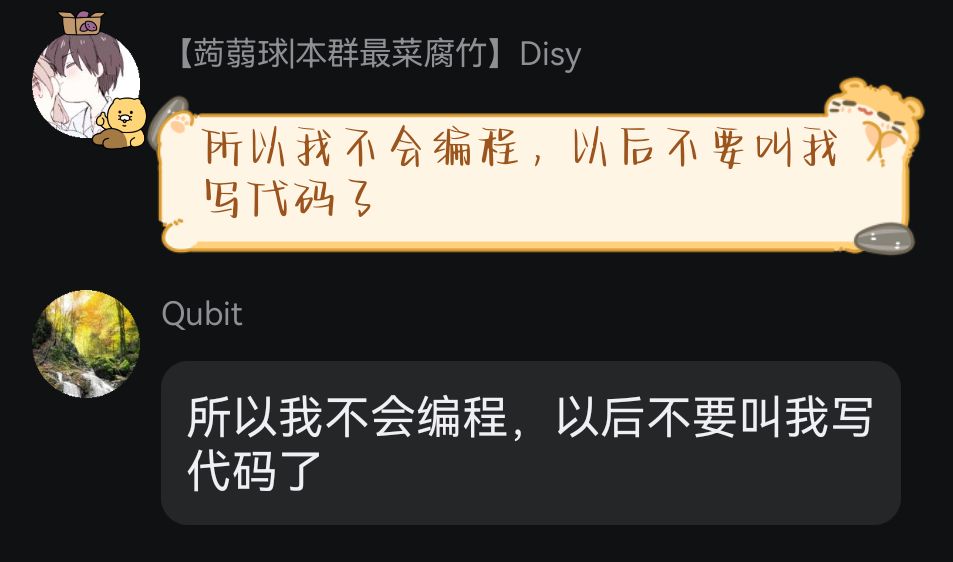 【蒟蒻球|本群最菜腐竹】Disy
所以我不会编程，以后不要叫我
写代码了
Qubit
所以我不会编程，以后不要叫我写
代码了